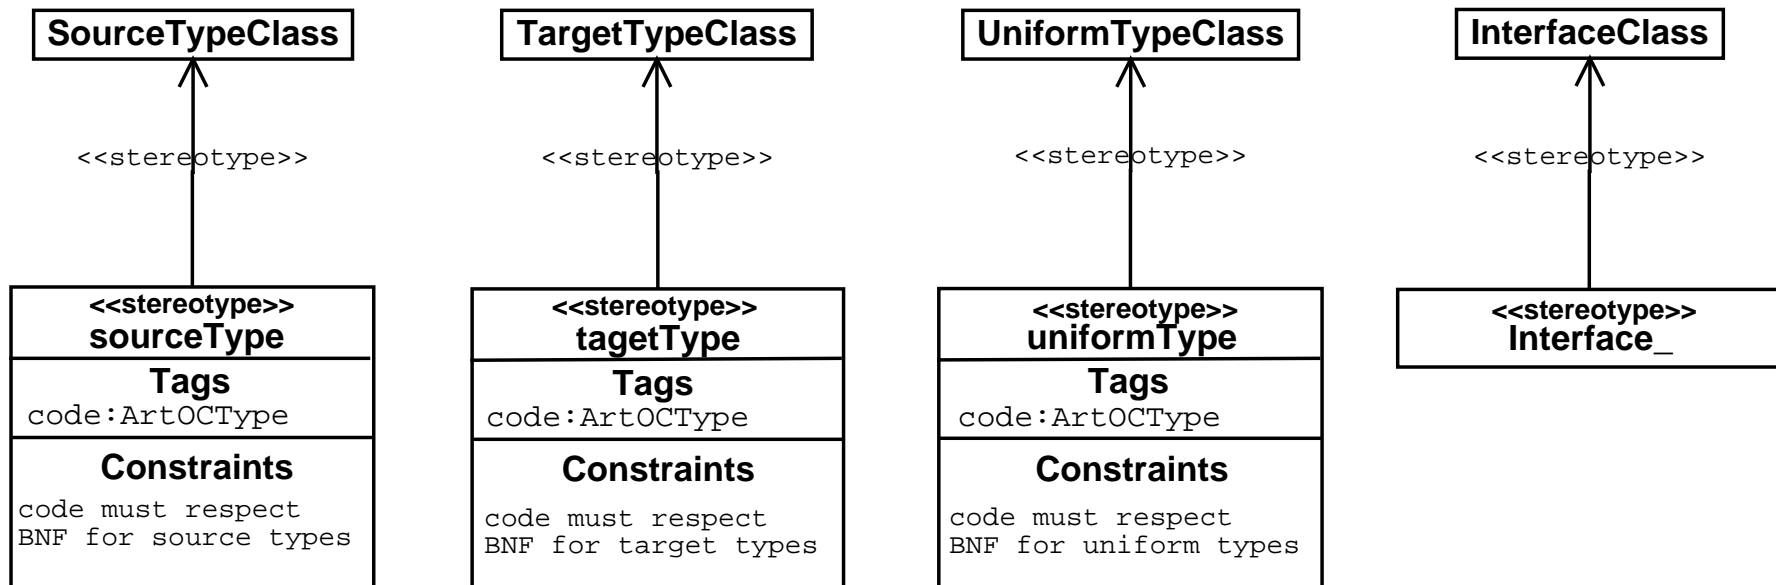 SourceTypeClass
TargetTypeClass
UniformTypeClass
InterfaceClass
<<stereotype>>
<<stereotype>>
<<stereotype>>
<<stereotype>>
<<stereotype>>
sourceType
Tags
code:ArtOCType
Constraints
code must respect
BNF for source types
<<stereotype>>
tagetType
Tags
code:ArtOCType
Constraints
code must respect
BNF for target types
<<stereotype>>
uniformType
Tags
code:ArtOCType
Constraints
code must respect
BNF for uniform types
<<stereotype>>
Interface_